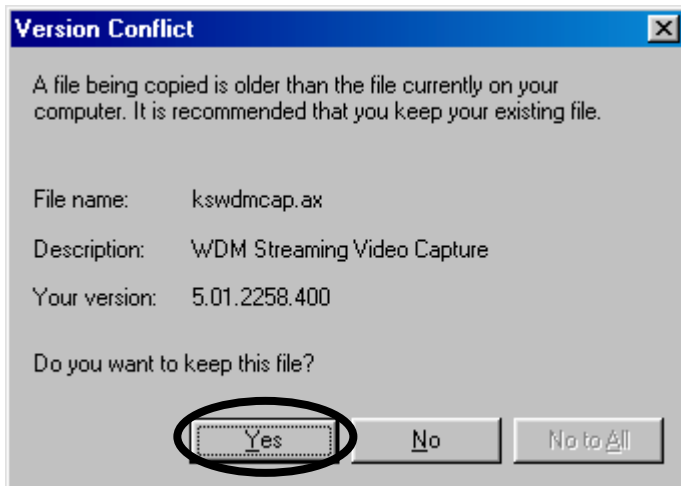 Version Conflict
A file being copied is older than the file currently on your
computer. It is recommended that you keep your existing file.
File name: kswdmcap.ax
Description: WDM Streaming Video Capture
Your version: 5.01.2258.400
Do you want to keep this file?
Yes No No to All